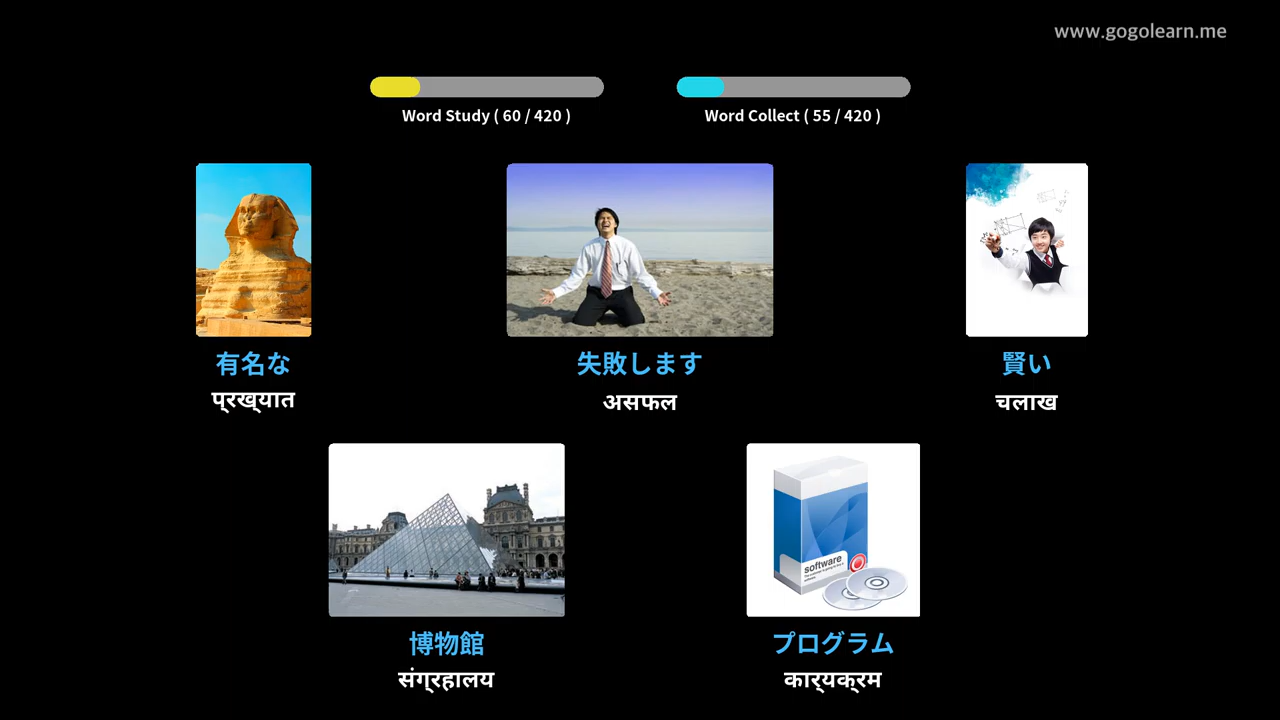 www.gogolearn.me
Word Study ( 60 / 420 )
Word Collect ( 55 / 420 )
有名な
失敗します
賢い
प्रख्यात
असफल
चलाख
software
博物館
プログラム
संग्रहालय
कार्यक्रम